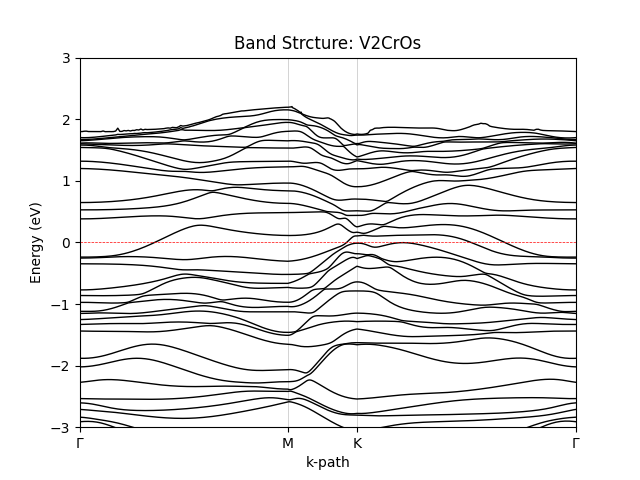 Band Strcture: V2CrOs
3
2
1
0
−1
−2
−3
Energy (eV)
Γ M K Γ
k-path